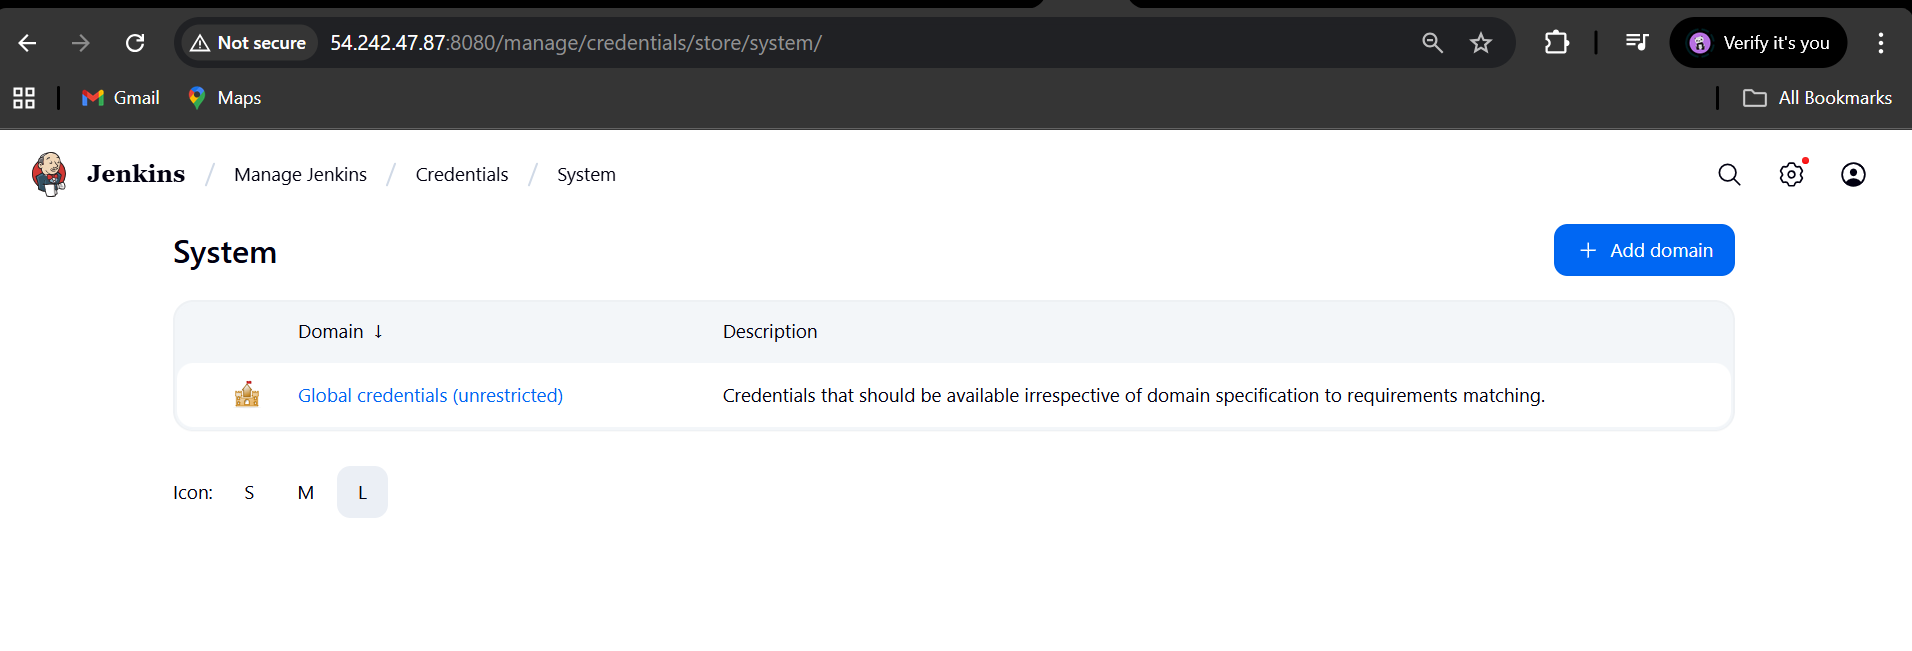 Not secure 54.242.47.87:8080/manage/credentials/store/system/ Verify it's you
Gmail Maps All Bookmarks
Jenkins / Manage Jenkins / Credentials / System
System
+ Add domain
Domain ↓ Description
Global credentials (unrestricted) Credentials that should be available irrespective of domain specification to requirements matching.
Icon: S M L